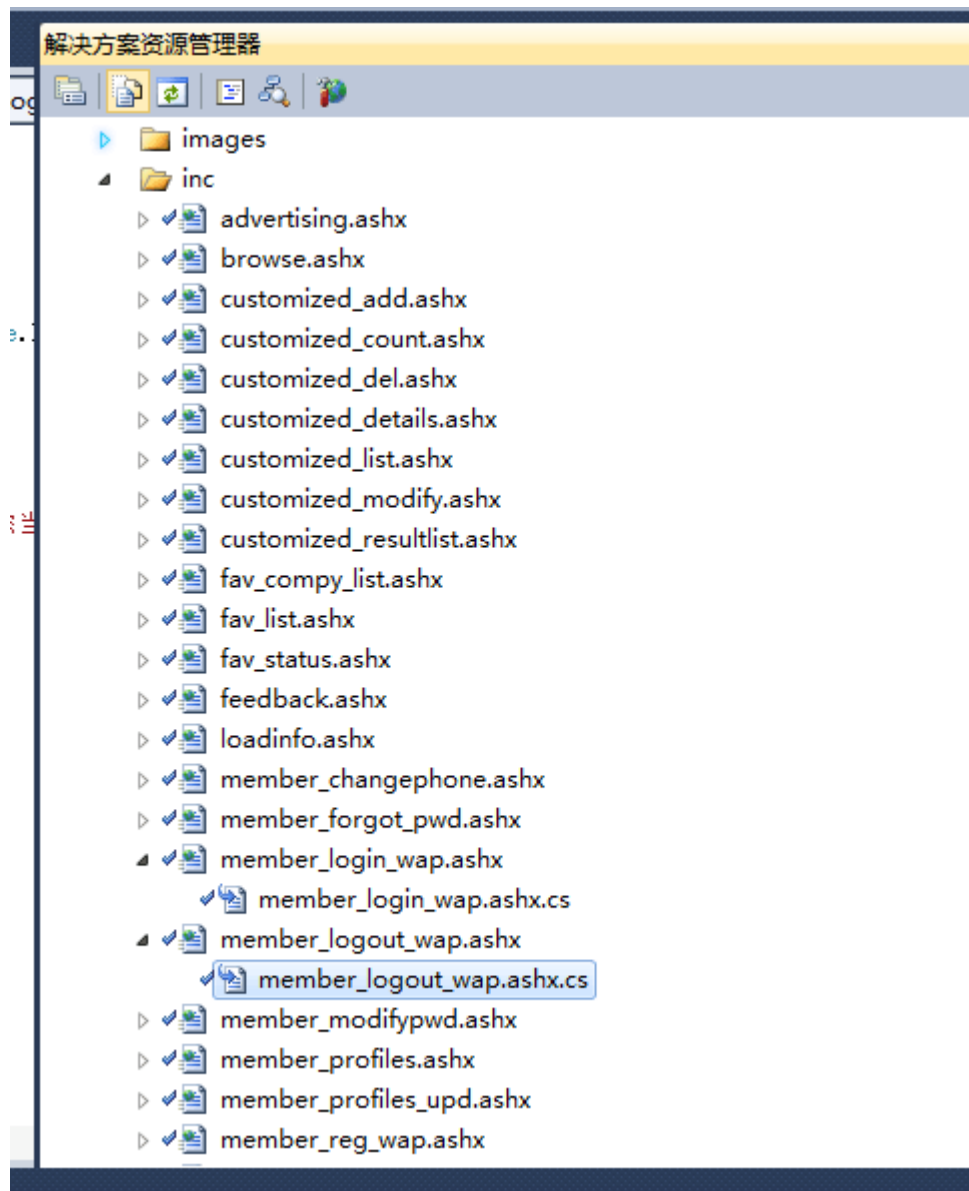 解决方案资源管理器
og
images
inc
advertising.ashx
browse.ashx
customized_add.ashx
customized_count.ashx
e.
customized_del.ashx
customized_details.ashx
customized_list.ashx
customized_modify.ashx
当
customized_resultlist.ashx
fav_compy_list.ashx
fav_list.ashx
fav_status.ashx
feedback.ashx
loadinfo.ashx
member_changephone.ashx
member_forgot_pwd.ashx
member_login_wap.ashx
member_login_wap.ashx.cs
member_logout_wap.ashx
member_logout_wap.ashx.cs
member_modifypwd.ashx
member_profiles.ashx
member_profiles_upd.ashx
member_reg_wap.ashx